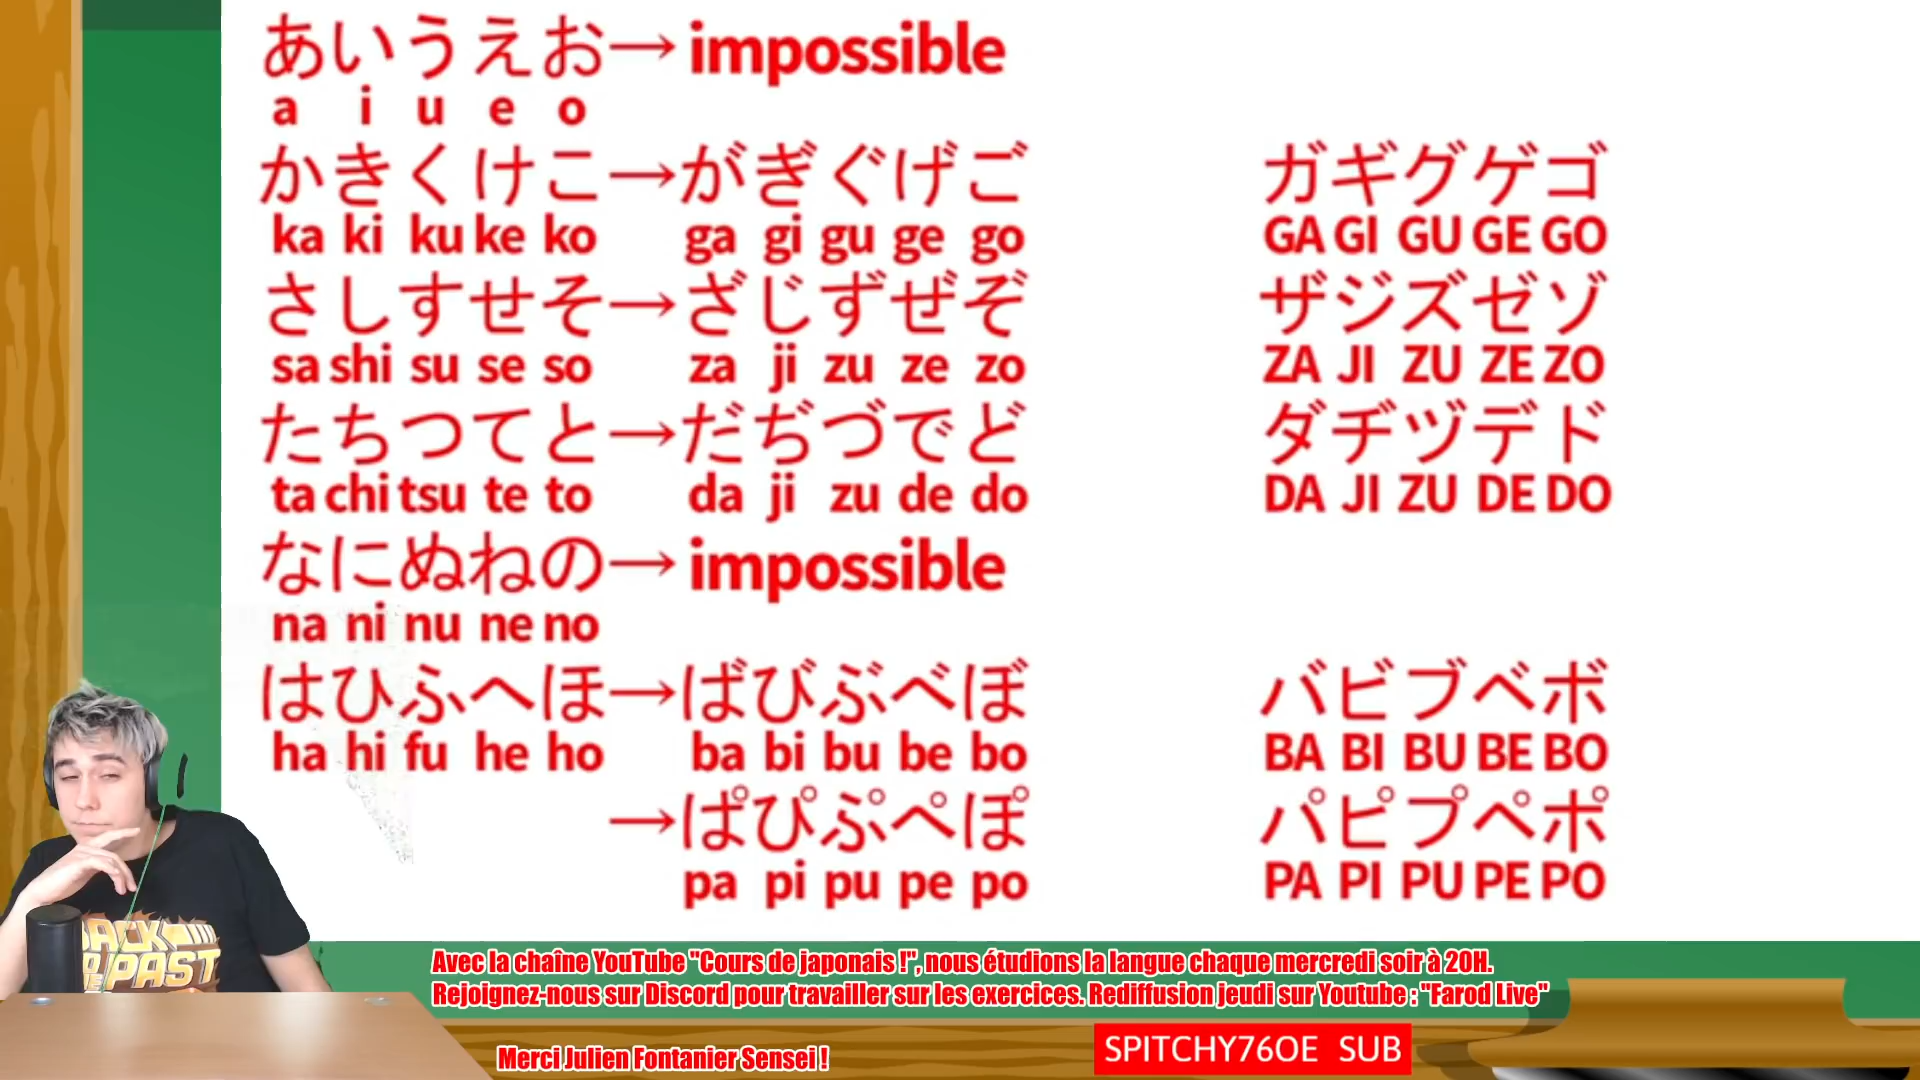 あいうえお→impossible
a i u e o
かきくけこ→がぎぐげご ガギグゲゴ
ka ki ku ke ko ga gi gu ge go GA GI GU GE GO
さしすせそ→ざじずぜぞ ザジズゼゾ
sa shi su se so za ji zu ze zo ZA JI ZU ZE ZO
たちつてと→だぢづでど ダヂヅデド
ta chi tsu te to da ji zu de do DA JI ZU DE DO
なにぬねの→impossible
na ni nu ne no
はひふへほ→ばびぶべぼ バビブベボ
ha hi fu he ho ba bi bu be bo BA BI BU BE BO
→ぱぴぷぺぽ パピプペポ
pa pi pu pe po PA PI PU PE PO
BACK
PAST
Avec la chaîne YouTube "Cours de japonais !", nous étudions la langue chaque mercredi soir à 20H.
Rejoignez-nous sur Discord pour travailler sur les exercices. Rediffusion jeudi sur Youtube : "Farod Live"
SPITCHY76OE SUB
Merci Julien Fontanier Sensei !